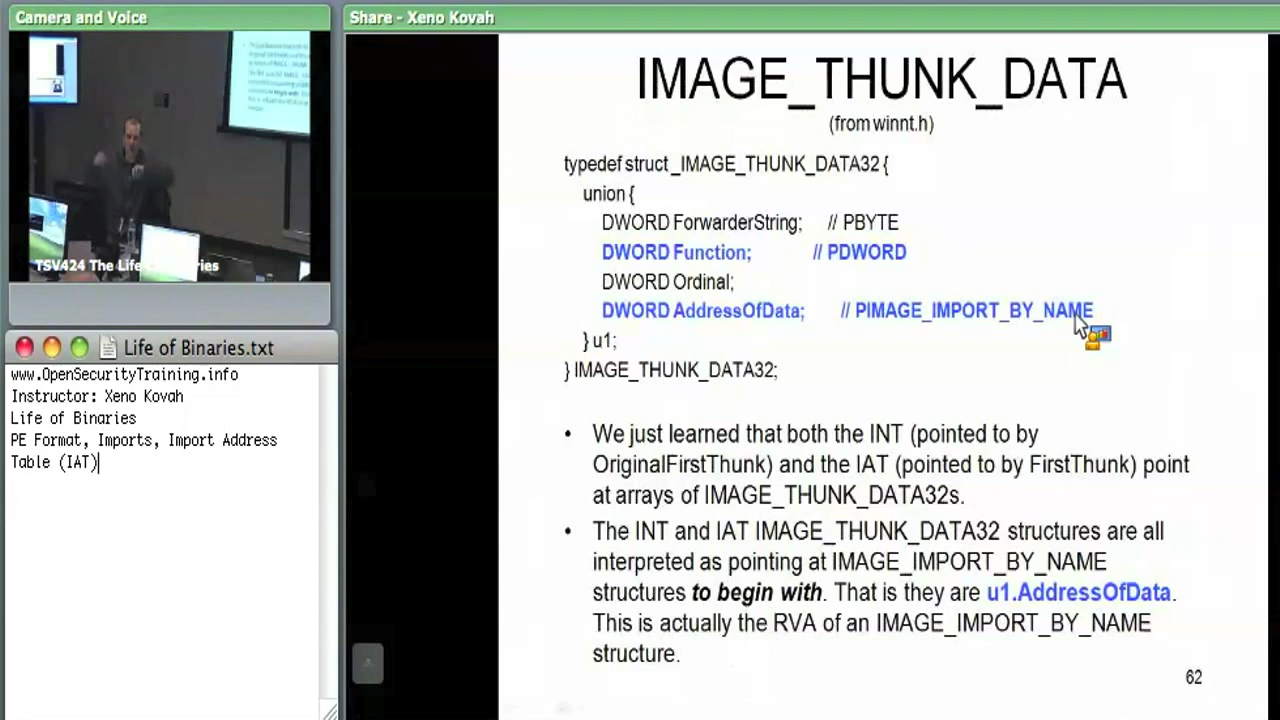 Camera and Voice
TSV424 The Life of Binaries
Life of Binaries.txt
www.OpenSecurityTraining.info
Instructor: Xeno Kovah
Life of Binaries
PE Format, Imports, Import Address
Table (IAT)
Share - Xeno Kovah
IMAGE_THUNK_DATA
(from winnt.h)
typedef struct _IMAGE_THUNK_DATA32 {
union {
DWORD ForwarderString; // PBYTE
DWORD Function; // PDWORD
DWORD Ordinal;
DWORD AddressOfData; // PIMAGE_IMPORT_BY_NAME
} u1;
} IMAGE_THUNK_DATA32;
• We just learned that both the INT (pointed to by
OriginalFirstThunk) and the IAT (pointed to by FirstThunk) point
at arrays of IMAGE_THUNK_DATA32s.
• The INT and IAT IMAGE_THUNK_DATA32 structures are all
interpreted as pointing at IMAGE_IMPORT_BY_NAME
structures to begin with. That is they are u1.AddressOfData.
This is actually the RVA of an IMAGE_IMPORT_BY_NAME
structure.
62